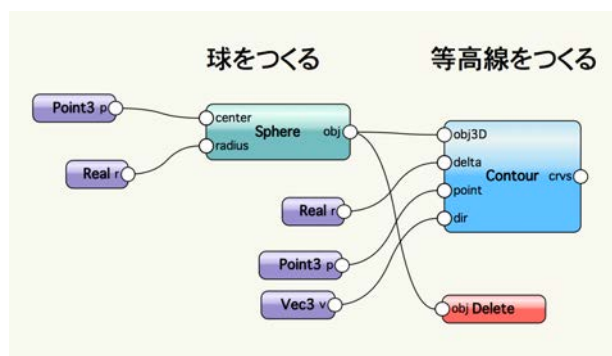 球をつくる
等高線をつくる
Point3 p
center
Sphere obj
radius
Real r
obj3D
delta
Contour crvs
point
dir
Real r
Point3 p
Vec3 v
obj Delete